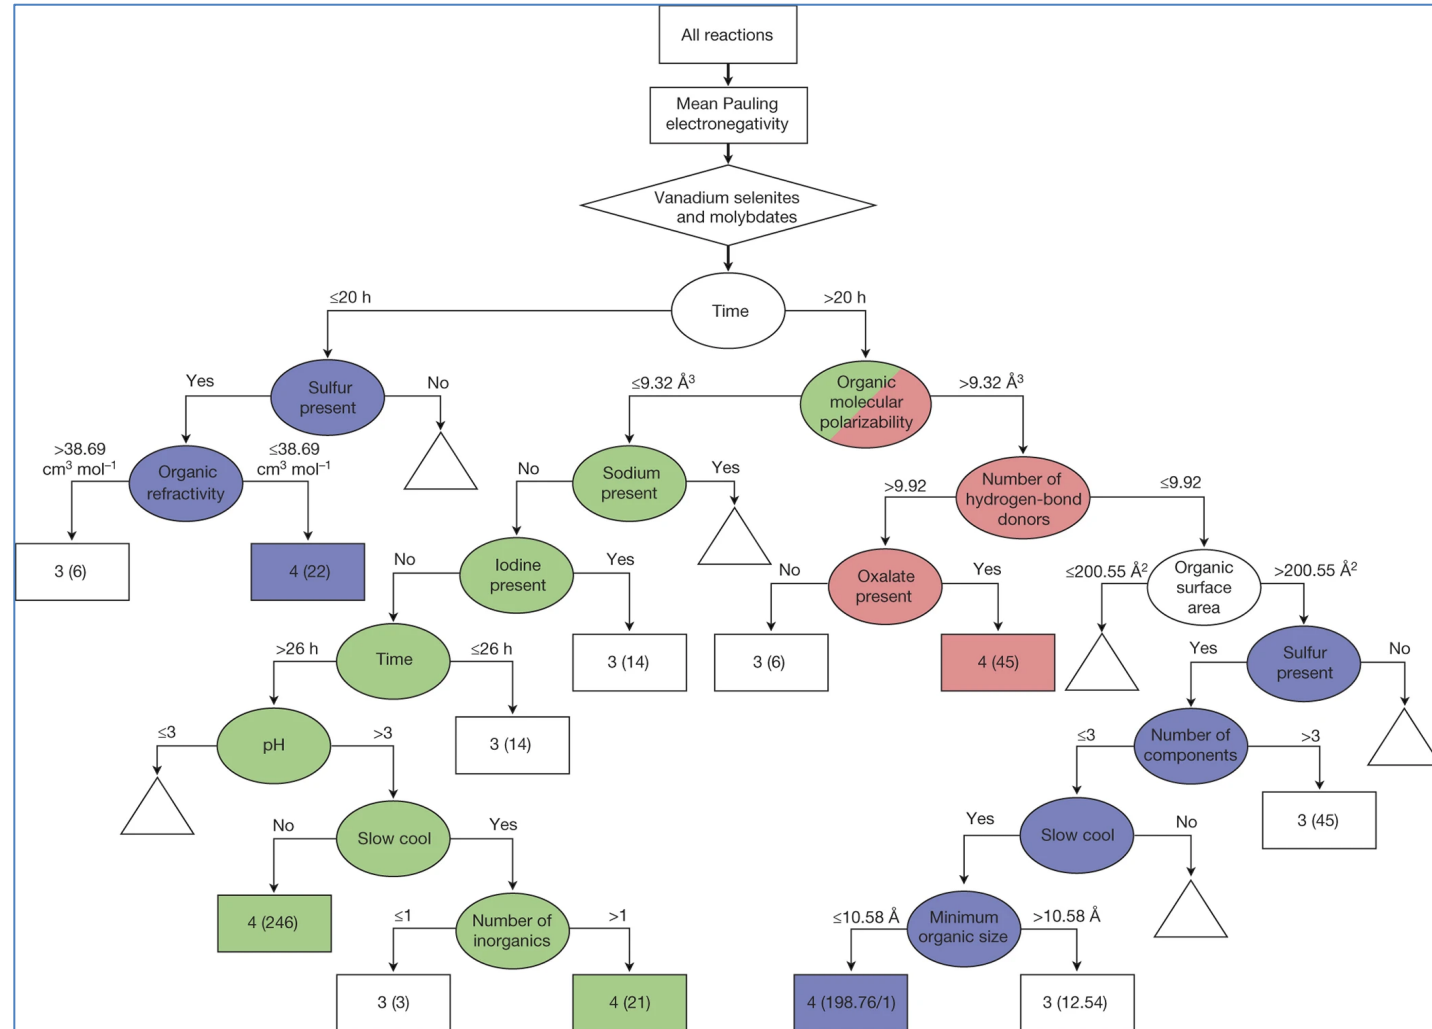 All reactions
Mean Pauling
electronegativity
Vanadium selenites
and molybdates
≤20 h
Time
>20 h
Yes
Sulfur
present
No
≤9.32 Å³
Organic
molecular
polarizability
>9.32 Å³
>38.69
cm³ mol⁻¹
Organic
refractivity
≤38.69
cm³ mol⁻¹
No
Sodium
present
Yes
>9.92
Number of
hydrogen-bond
donors
≤9.92
3 (6)
4 (22)
No
Iodine
present
Yes
No
Oxalate
present
Yes
≤200.55 Å²
Organic
surface
area
>200.55 Å²
>26 h
Time
≤26 h
3 (14)
3 (6)
4 (45)
Yes
Sulfur
present
No
≤3
pH
>3
3 (14)
≤3
Number of
components
>3
No
Slow cool
Yes
Yes
Slow cool
No
3 (45)
4 (246)
≤1
Number of
inorganics
>1
≤10.58 Å
Minimum
organic size
>10.58 Å
3 (3)
4 (21)
4 (198.76/1)
3 (12.54)